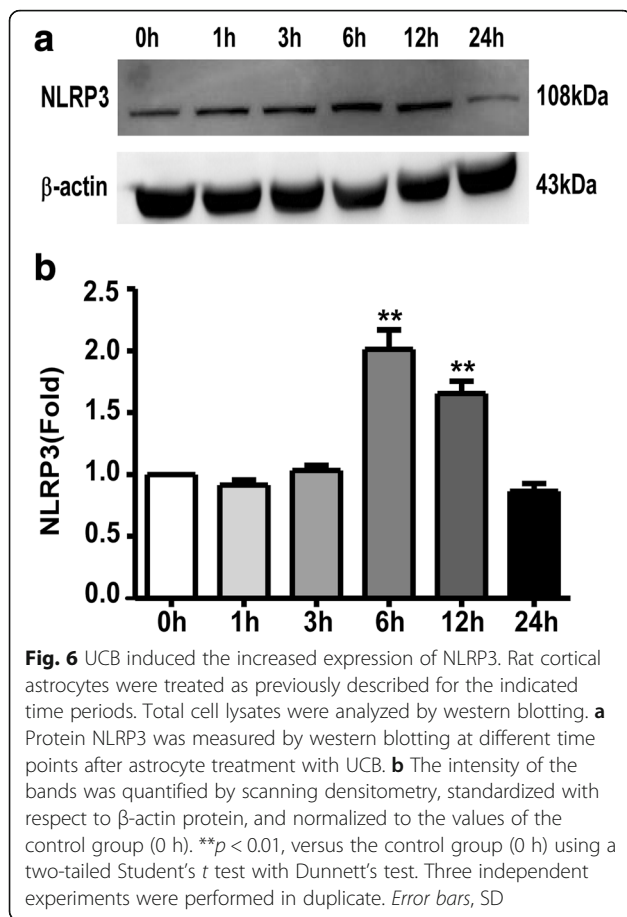 a
0h 1h 3h 6h 12h 24h
NLRP3 108kDa
β-actin 43kDa
b
NLRP3(Fold)
2.5
2.0
1.5
1.0
0.5
0.0
** **
0h 1h 3h 6h 12h 24h
Fig. 6 UCB induced the increased expression of NLRP3. Rat cortical
astrocytes were treated as previously described for the indicated
time periods. Total cell lysates were analyzed by western blotting. a
Protein NLRP3 was measured by western blotting at different time
points after astrocyte treatment with UCB. b The intensity of the
bands was quantified by scanning densitometry, standardized with
respect to β-actin protein, and normalized to the values of the
control group (0 h). **p < 0.01, versus the control group (0 h) using a
two-tailed Student’s t test with Dunnett’s test. Three independent
experiments were performed in duplicate. Error bars, SD